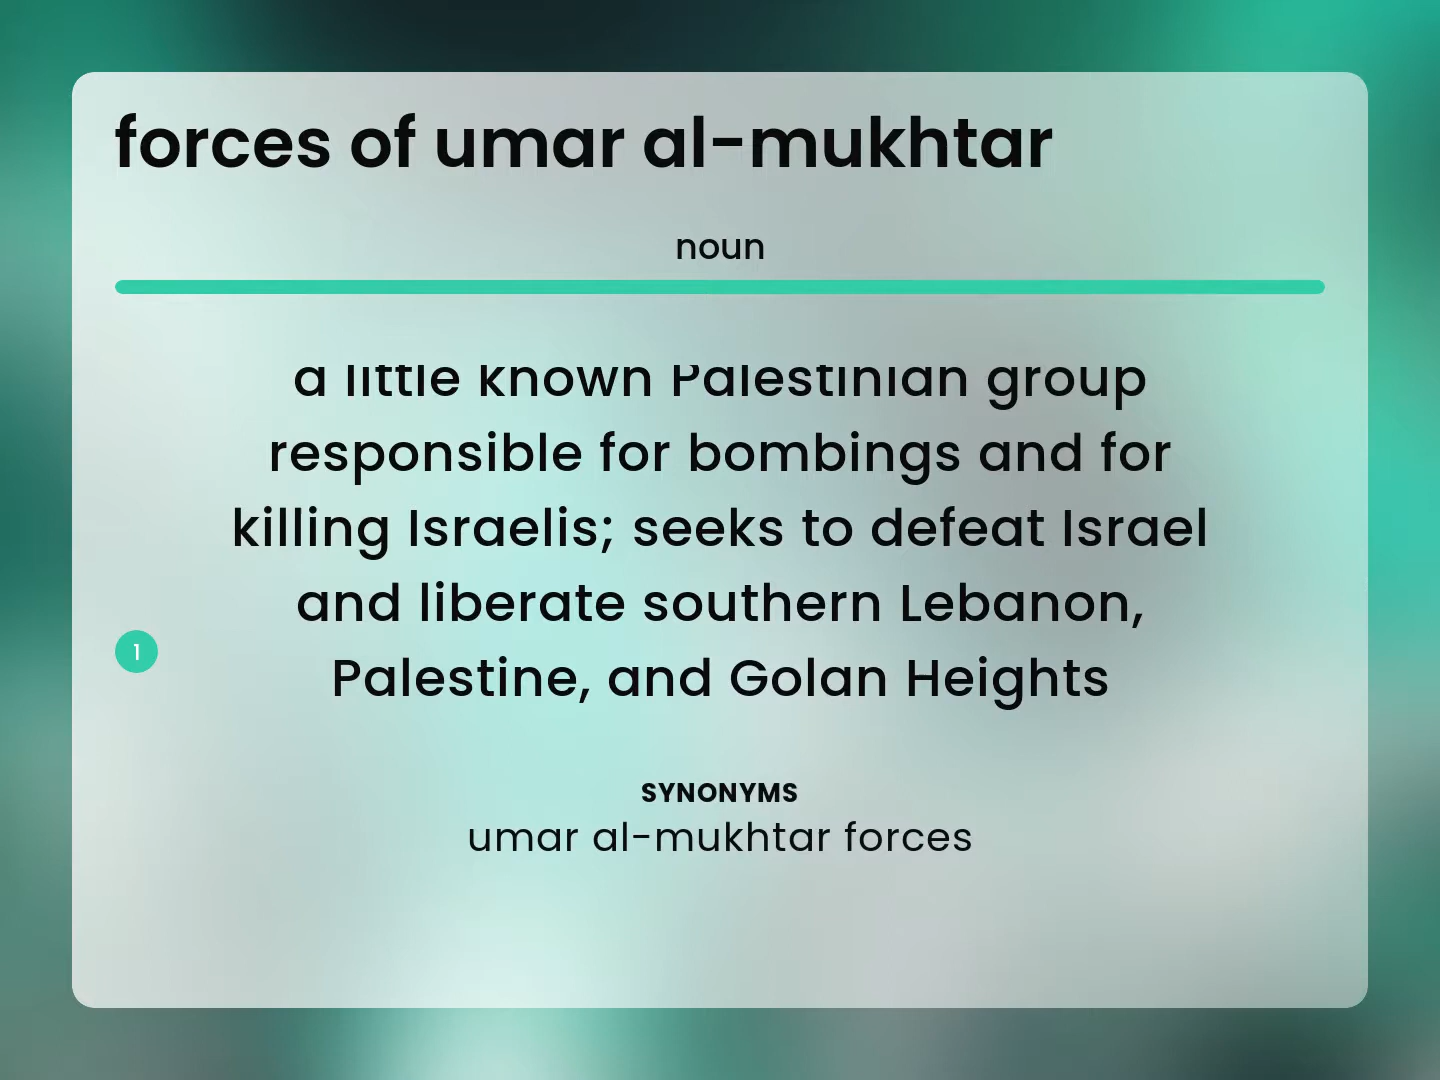 forces of umar al-mukhtar
noun
a little known Palestinian group
responsible for bombings and for
killing Israelis; seeks to defeat Israel
and liberate southern Lebanon,
1
Palestine, and Golan Heights
SYNONYMS
umar al-mukhtar forces